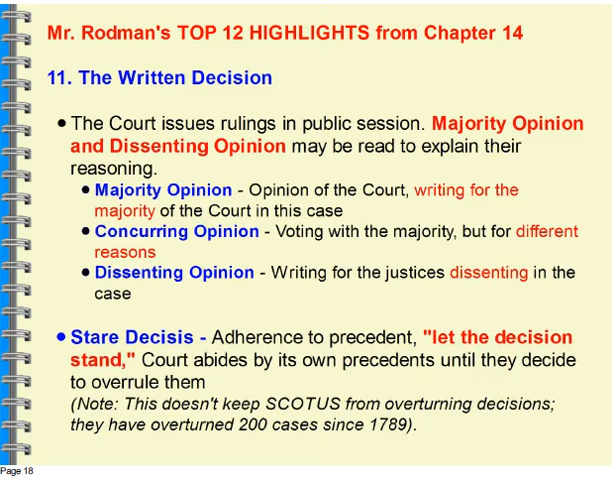 Mr. Rodman's TOP 12 HIGHLIGHTS from Chapter 14
11. The Written Decision
• The Court issues rulings in public session. Majority Opinion
and Dissenting Opinion may be read to explain their
reasoning.
• Majority Opinion - Opinion of the Court, writing for the
majority of the Court in this case
• Concurring Opinion - Voting with the majority, but for different
reasons
• Dissenting Opinion - Writing for the justices dissenting in the
case
• Stare Decisis - Adherence to precedent, "let the decision
stand," Court abides by its own precedents until they decide
to overrule them
(Note: This doesn't keep SCOTUS from overturning decisions;
they have overturned 200 cases since 1789).
Page 18